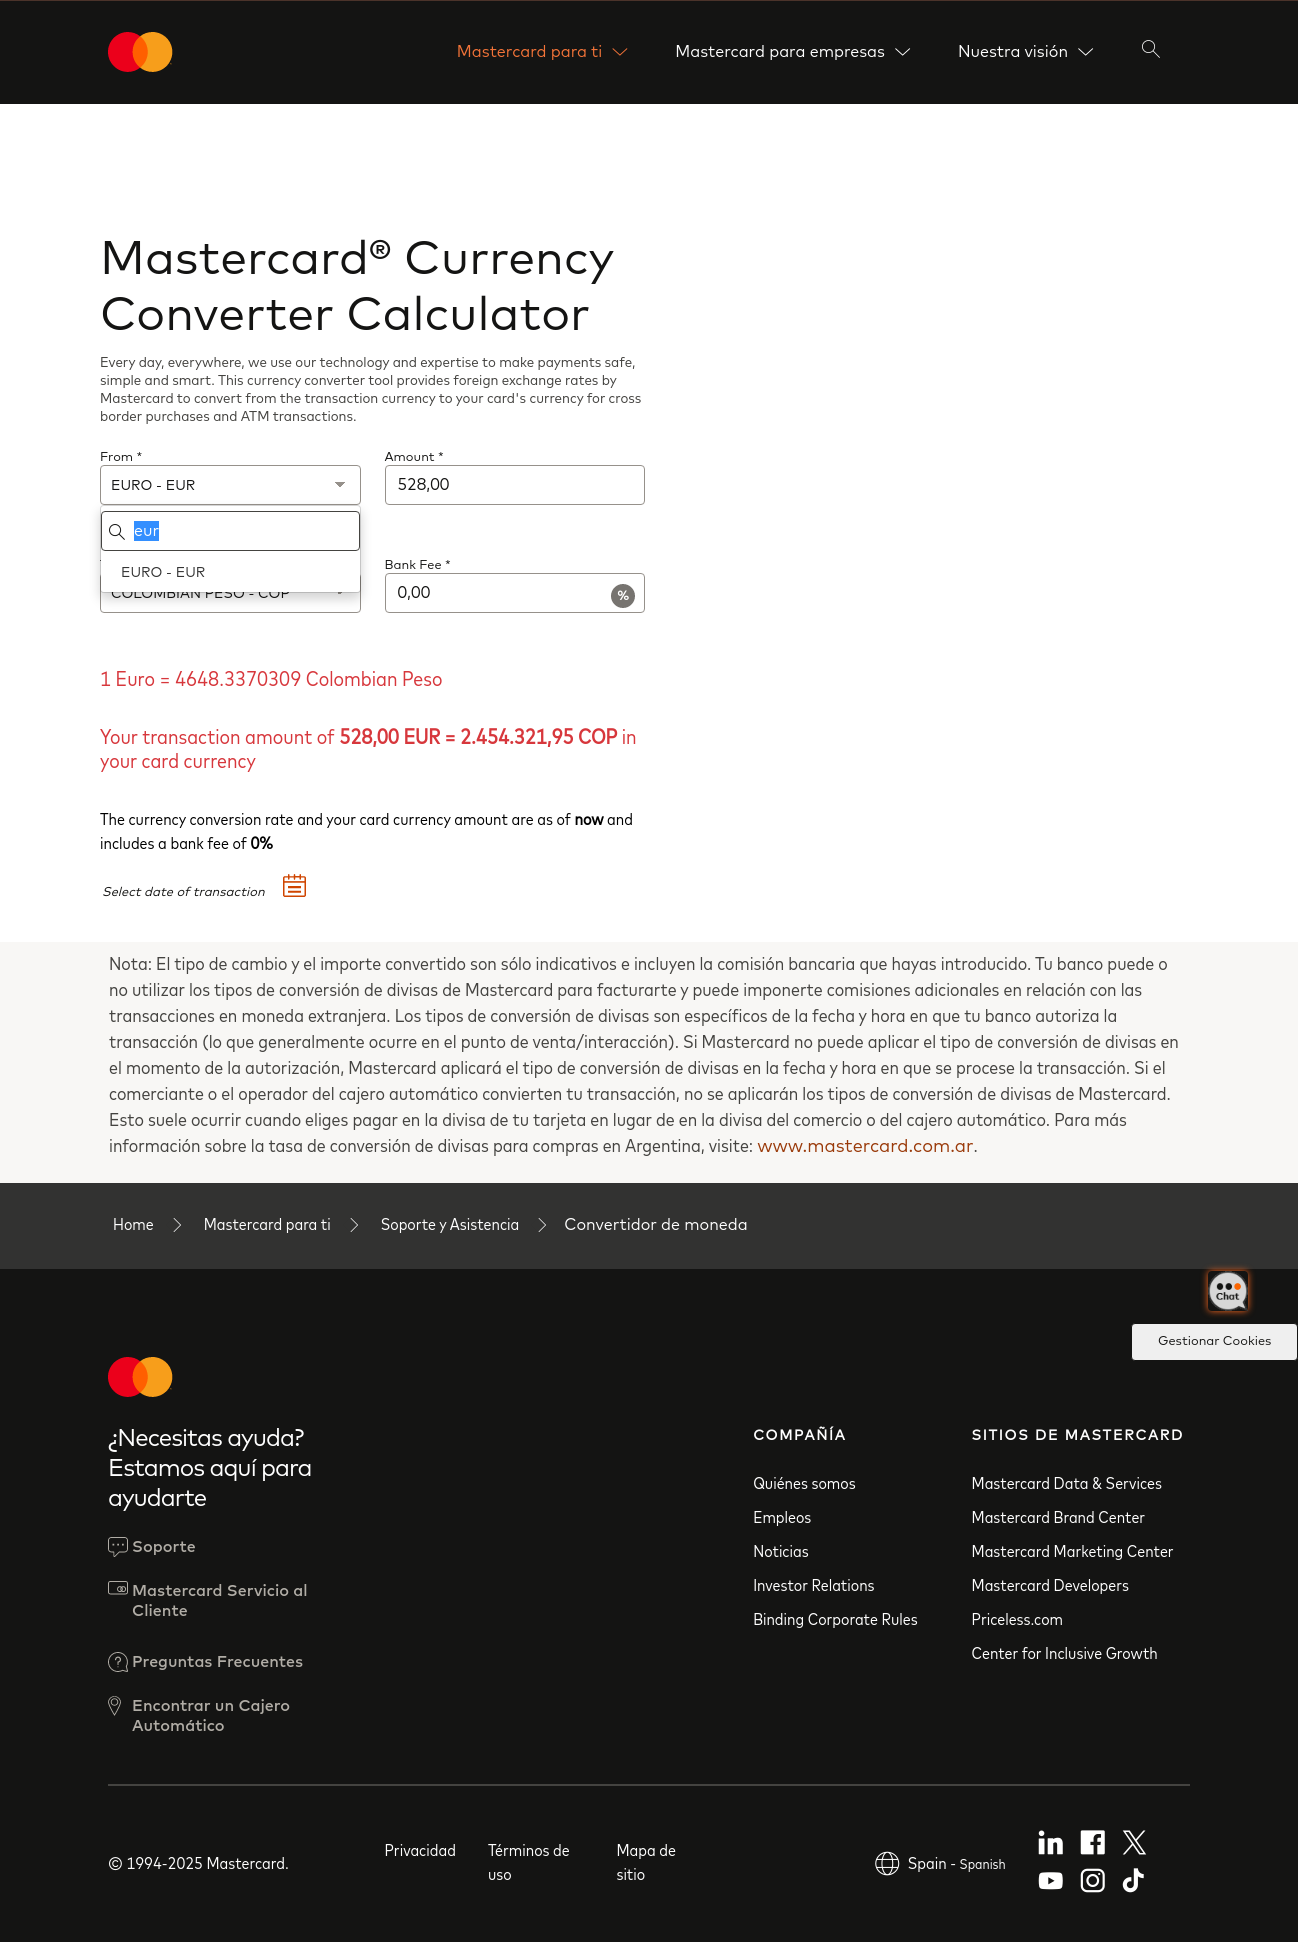 Mastercard para ti
Mastercard para empresas
Nuestra visión
Mastercard® Currency
Converter Calculator
Every day, everywhere, we use our technology and expertise to make payments safe,
simple and smart. This currency converter tool provides foreign exchange rates by
Mastercard to convert from the transaction currency to your card's currency for cross
border purchases and ATM transactions.
From *
Amount *
EURO - EUR
528,00
eur
EURO - EUR
Bank Fee *
COLOMBIAN PESO - COP
0,00
%
1 Euro = 4648.3370309 Colombian Peso
Your transaction amount of 528,00 EUR = 2.454.321,95 COP in
your card currency
The currency conversion rate and your card currency amount are as of now and
includes a bank fee of 0%
Select date of transaction
Nota: El tipo de cambio y el importe convertido son sólo indicativos e incluyen la comisión bancaria que hayas introducido. Tu banco puede o
no utilizar los tipos de conversión de divisas de Mastercard para facturarte y puede imponerte comisiones adicionales en relación con las
transacciones en moneda extranjera. Los tipos de conversión de divisas son específicos de la fecha y hora en que tu banco autoriza la
transacción (lo que generalmente ocurre en el punto de venta/interacción). Si Mastercard no puede aplicar el tipo de conversión de divisas en
el momento de la autorización, Mastercard aplicará el tipo de conversión de divisas en la fecha y hora en que se procese la transacción. Si el
comerciante o el operador del cajero automático convierten tu transacción, no se aplicarán los tipos de conversión de divisas de Mastercard.
Esto suele ocurrir cuando eliges pagar en la divisa de tu tarjeta en lugar de en la divisa del comercio o del cajero automático. Para más
información sobre la tasa de conversión de divisas para compras en Argentina, visite: www.mastercard.com.ar.
Home
Mastercard para ti
Soporte y Asistencia
Convertidor de moneda
Chat
Gestionar Cookies
¿Necesitas ayuda?
Estamos aquí para
ayudarte
Soporte
Mastercard Servicio al
Cliente
Preguntas Frecuentes
Encontrar un Cajero
Automático
COMPAÑÍA
Quiénes somos
Empleos
Noticias
Investor Relations
Binding Corporate Rules
SITIOS DE MASTERCARD
Mastercard Data & Services
Mastercard Brand Center
Mastercard Marketing Center
Mastercard Developers
Priceless.com
Center for Inclusive Growth
© 1994-2025 Mastercard.
Privacidad
Términos de
uso
Mapa de
sitio
Spain - Spanish